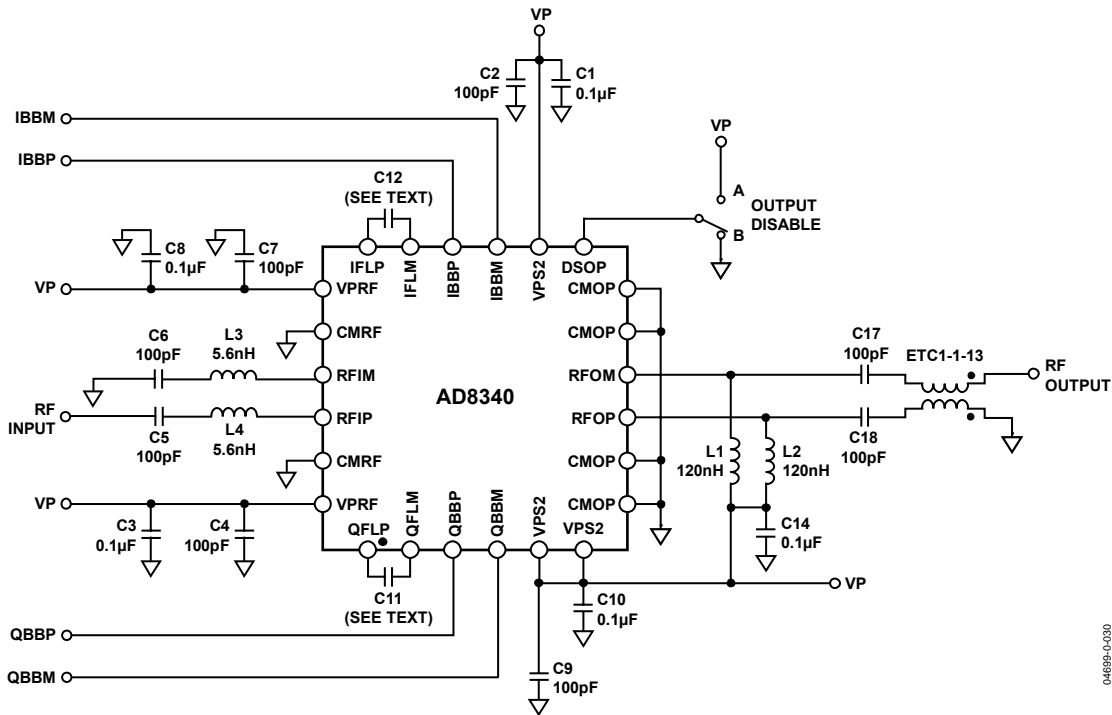 VP
C2
100pF
C1
0.1µF
IBBM
IBBP
VP
A
OUTPUT
DISABLE
B
C12
(SEE TEXT)
C8
0.1µF
C7
100pF
VP
IFLP
IFLM
IBBP
IBBM
VPS2
DSOP
VPRF
CMRF
RFIM
RFIP
CMRF
VPRF
CMOP
CMOP
RFOM
RFOP
CMOP
CMOP
AD8340
C6
100pF
L3
5.6nH
RF
INPUT
C5
100pF
L4
5.6nH
C17
100pF
ETC1-1-13
RF
OUTPUT
C18
100pF
L1
120nH
L2
120nH
C14
0.1µF
VP
C3
0.1µF
C4
100pF
QFLP
QFLM
QBBP
QBBM
VPS2
VPS2
C11
(SEE TEXT)
C10
0.1µF
VP
QBBP
QBBM
C9
100pF
04699-0-030